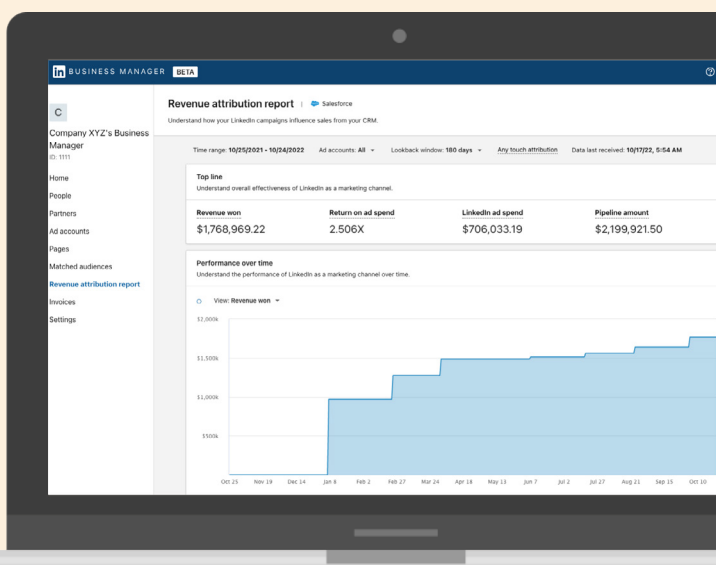 in BUSINESS MANAGER BETA
C
Company XYZ's Business
Manager
ID: 1111
Home
People
Partners
Ad accounts
Pages
Matched audiences
Revenue attribution report
Invoices
Settings
Revenue attribution report | Salesforce
Understand how your LinkedIn campaigns influence sales from your CRM.
Time range: 10/25/2021 - 10/24/2022 Ad accounts: All Lookback window: 180 days Any touch attribution Data last received: 10/17/22, 5:54 AM
Top line
Understand overall effectiveness of LinkedIn as a marketing channel.
Revenue won Return on ad spend LinkedIn ad spend Pipeline amount
$1,768,969.22 2.506X $706,033.19 $2,199,921.50
Performance over time
Understand the performance of LinkedIn as a marketing channel over time.
View: Revenue won
$2,000k
$1,500k
$1,000k
$500k
Oct 25 Nov 19 Dec 14 Jan 8 Feb 2 Feb 27 Mar 24 Apr 18 May 13 Jun 7 Jul 2 Jul 27 Aug 21 Sep 15 Oct 10